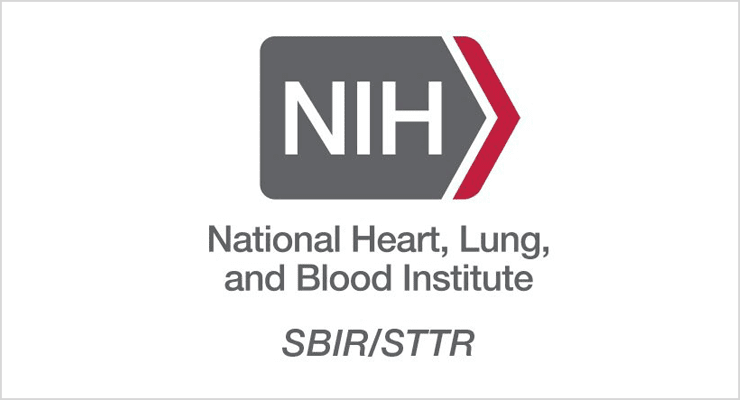 NIH
National Heart, Lung,
and Blood Institute
SBIR/STTR